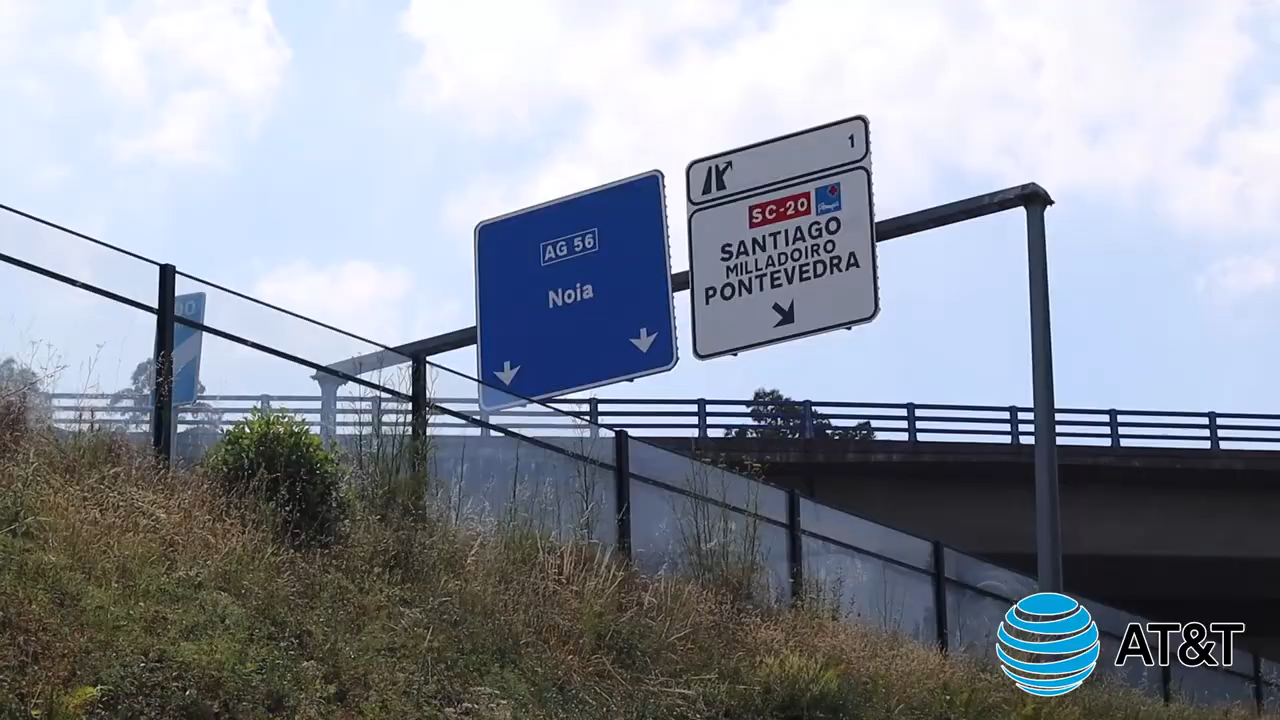 AG 56
Noia
1
SC-20
SANTIAGO
MILLADOIRO
PONTEVEDRA
AT&T